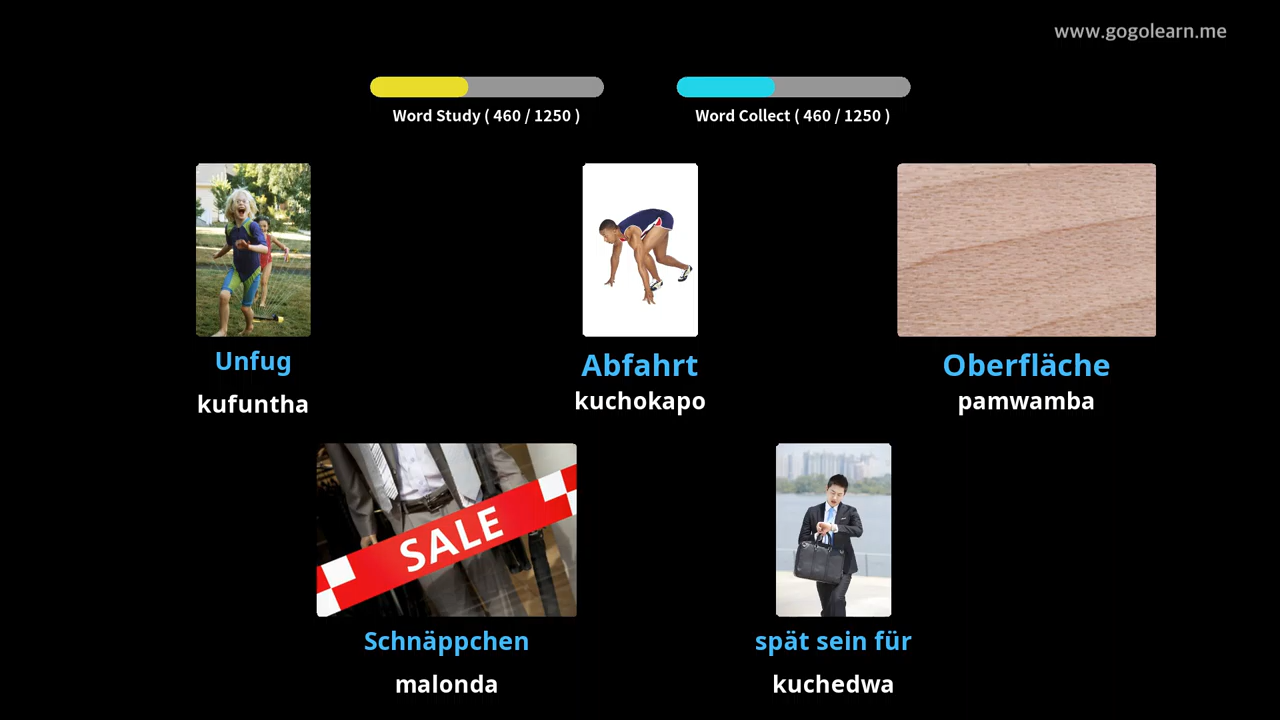 www.gogolearn.me
Word Study ( 460 / 1250 )
Word Collect ( 460 / 1250 )
Unfug
kufuntha
Abfahrt
kuchokapo
Oberfläche
pamwamba
SALE
Schnäppchen
malonda
spät sein für
kuchedwa